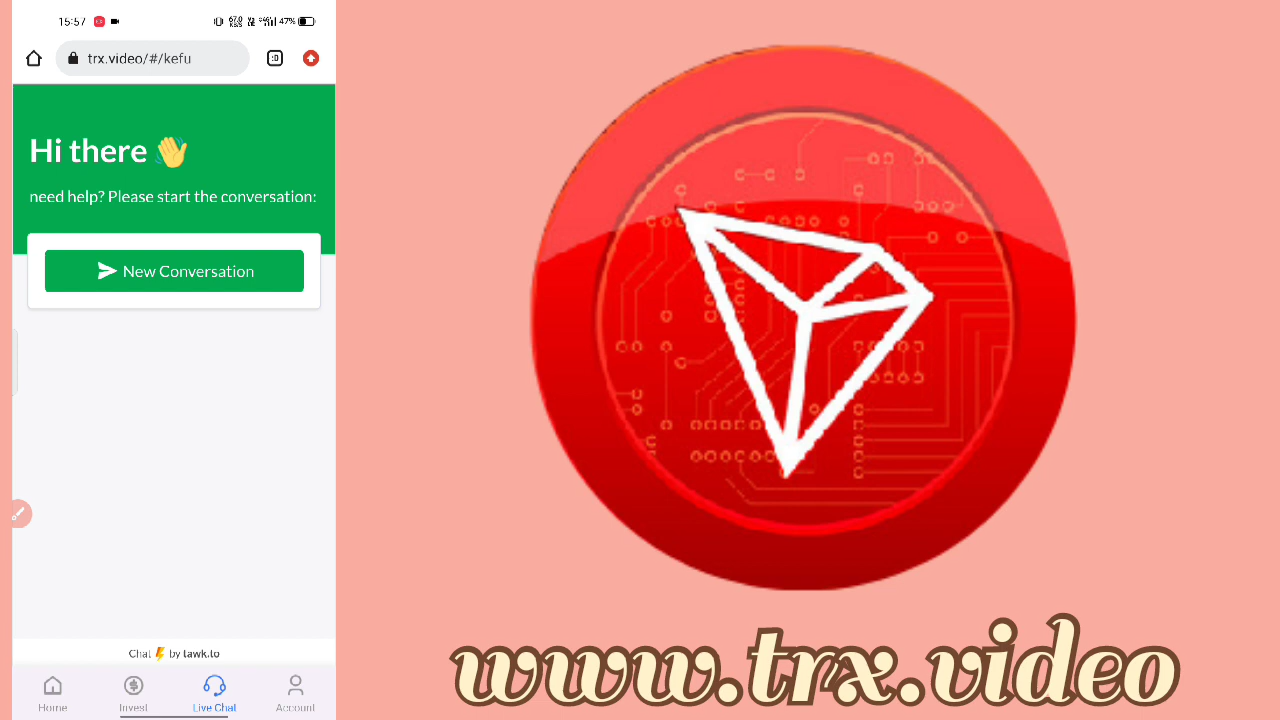 15:57
47%
trx.video/#/kefu
:D
Hi there 👋
need help? Please start the conversation:
New Conversation
Chat ⚡ by tawk.to
Home Invest Live Chat Account
www.trx.video